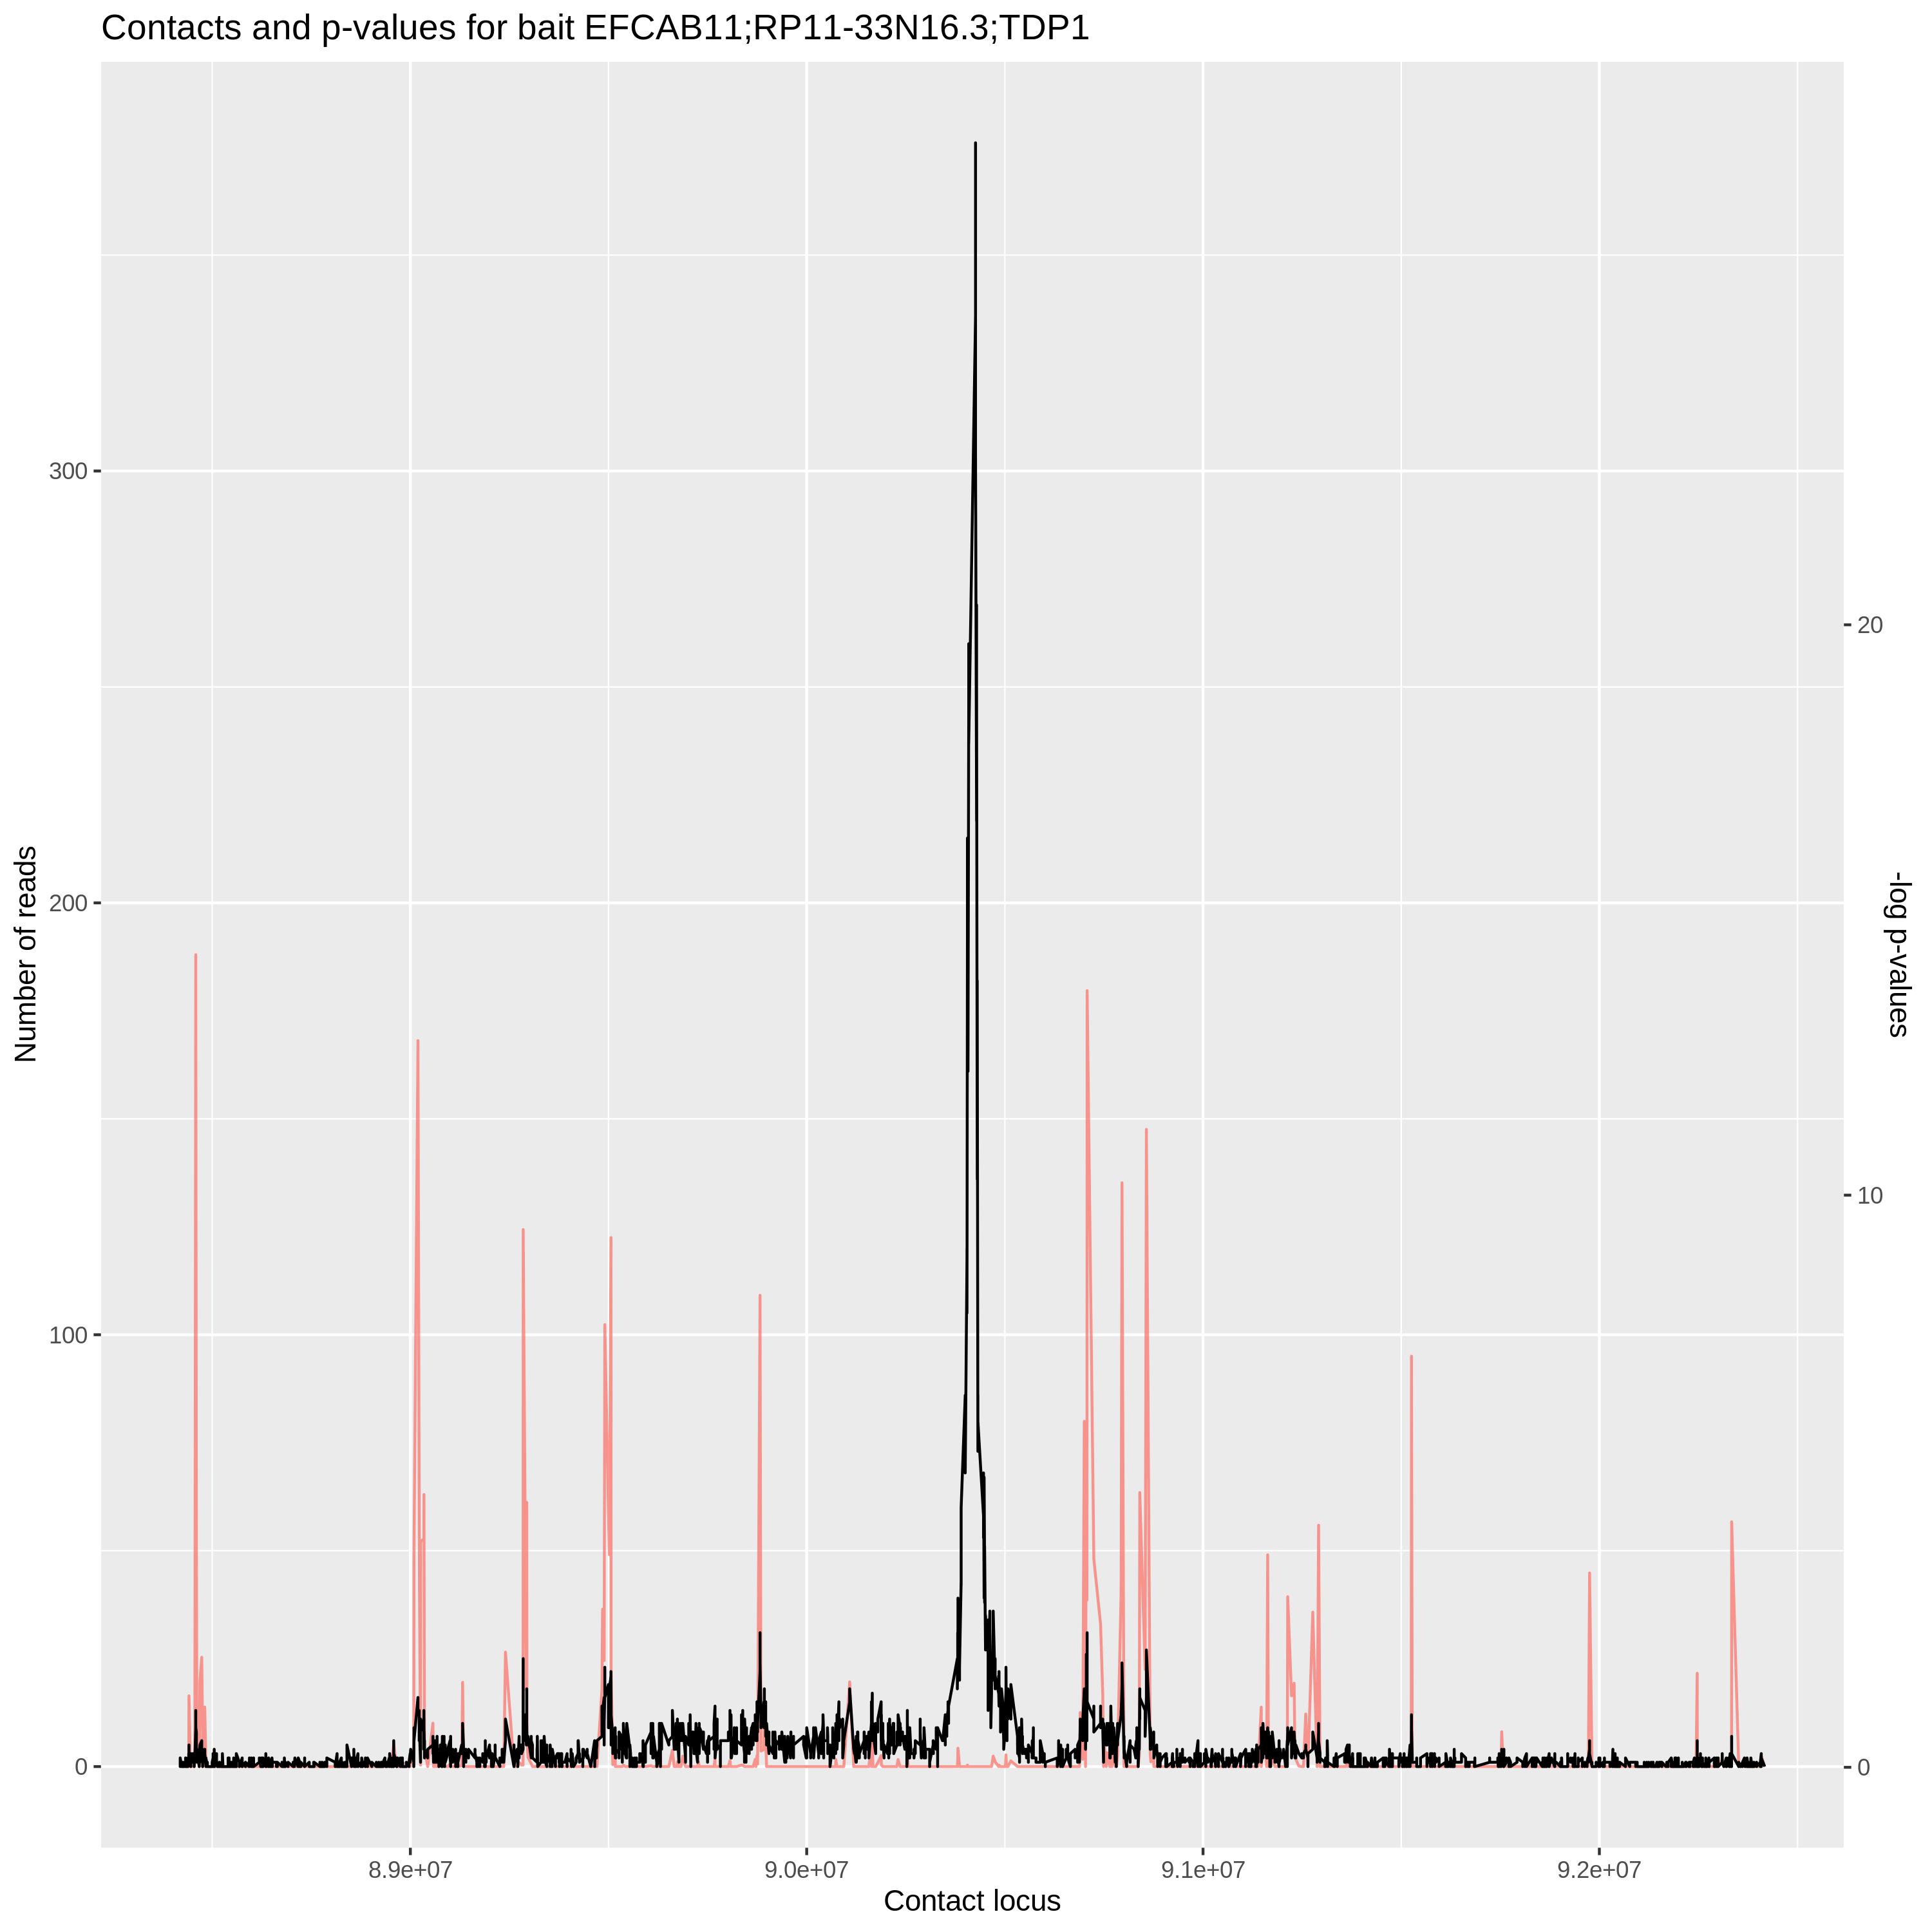 Contacts and p-values for bait EFCAB11;RP11-33N16.3;TDP1
Number of reads
300
200
100
0
-log p-values
20
10
0
8.9e+07
9.0e+07
9.1e+07
9.2e+07
Contact locus